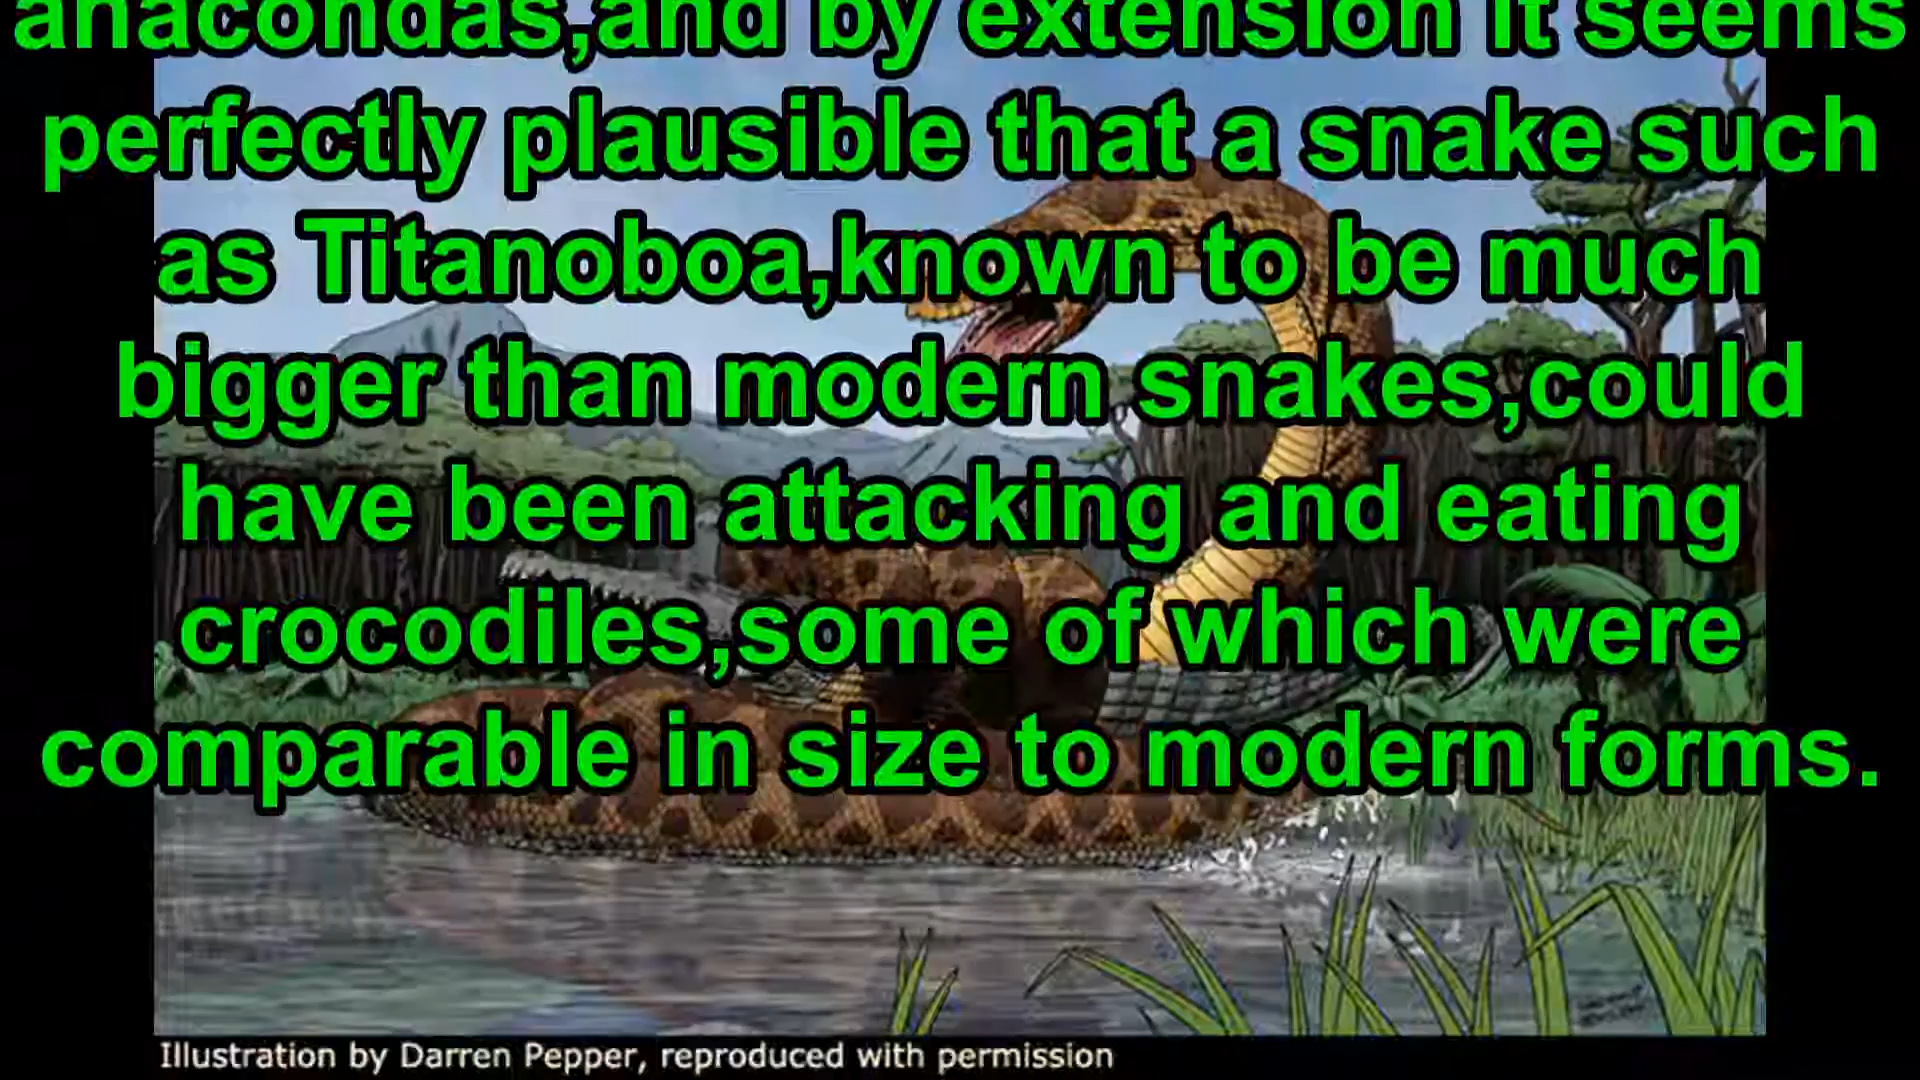 anacondas,and by extension it seems
perfectly plausible that a snake such
as Titanoboa,known to be much
bigger than modern snakes,could
have been attacking and eating
crocodiles,some of which were
comparable in size to modern forms.
Illustration by Darren Pepper, reproduced with permission